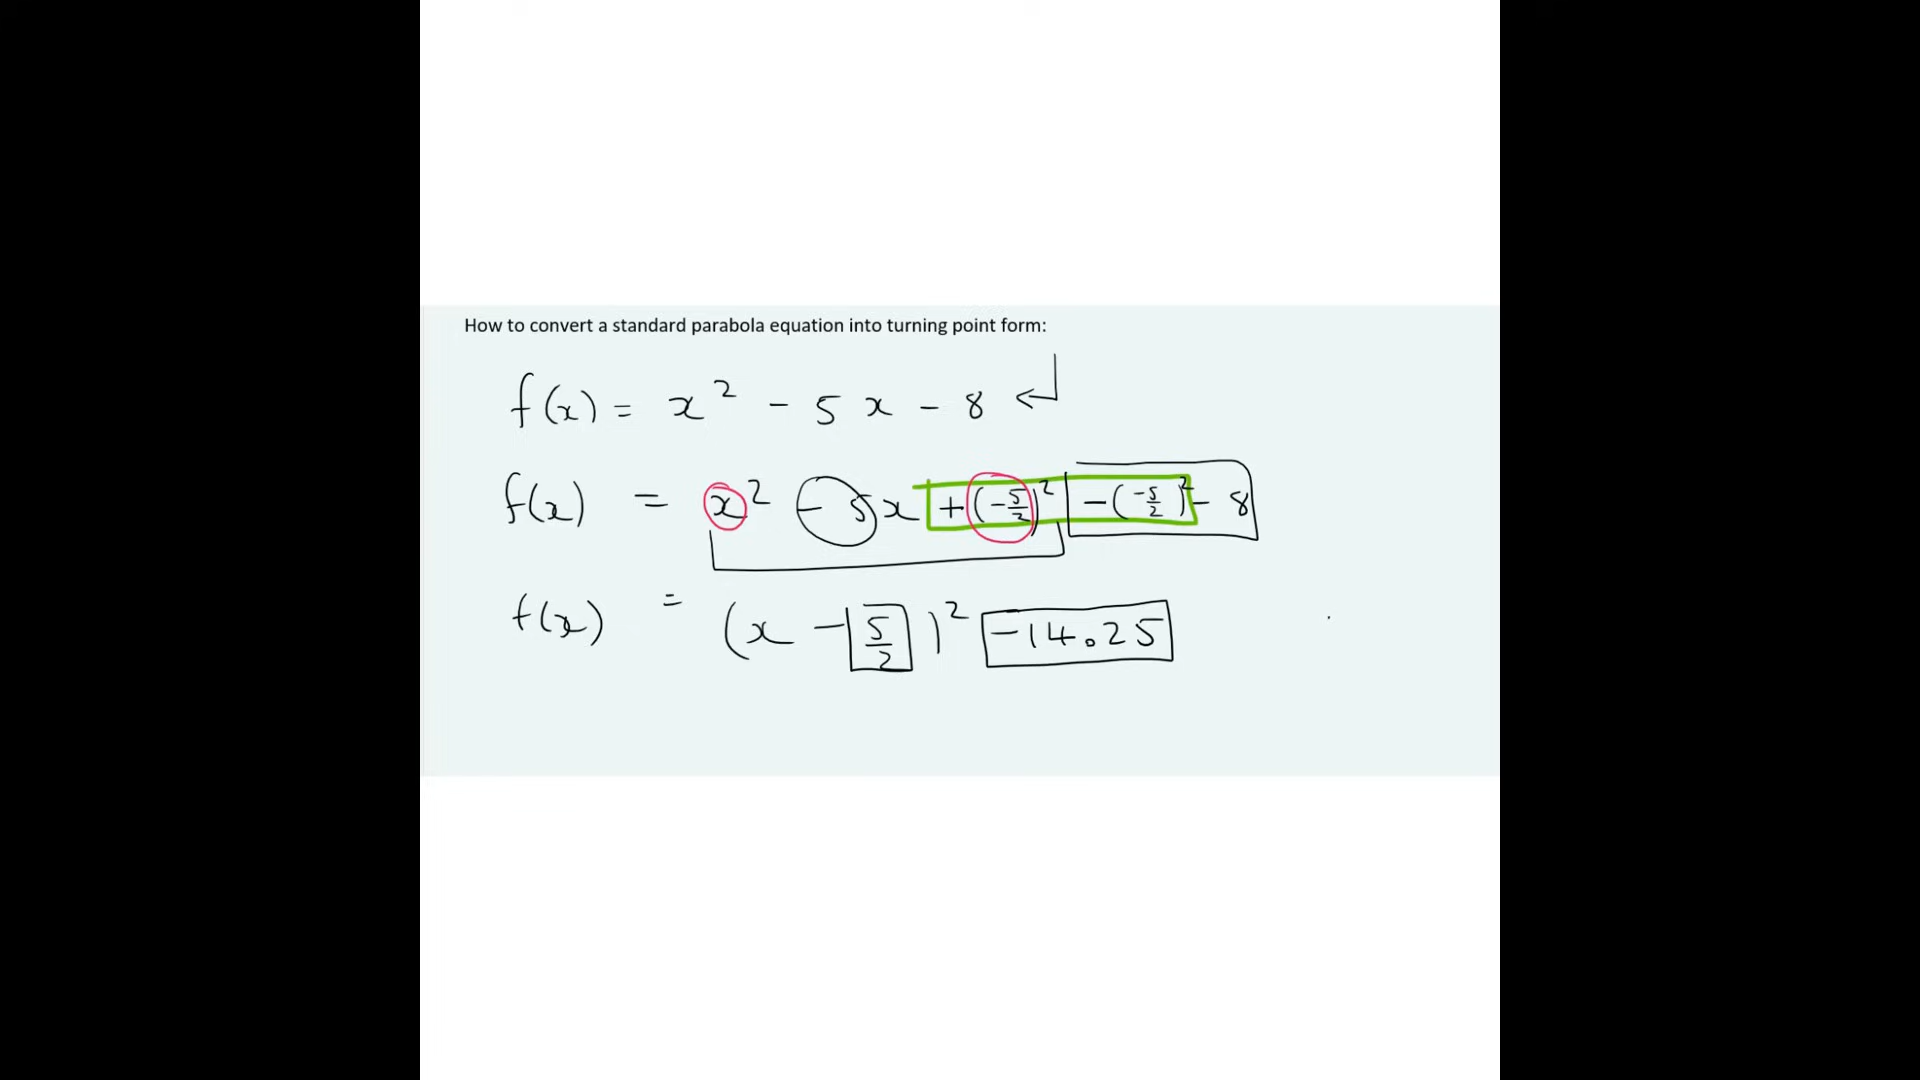 How to convert a standard parabola equation into turning point form:
f(x) = x² - 5x - 8
f(x) = x² - 5x + (-5/2)² - (-5/2)² - 8
f(x) = (x - 5/2)² - 14.25